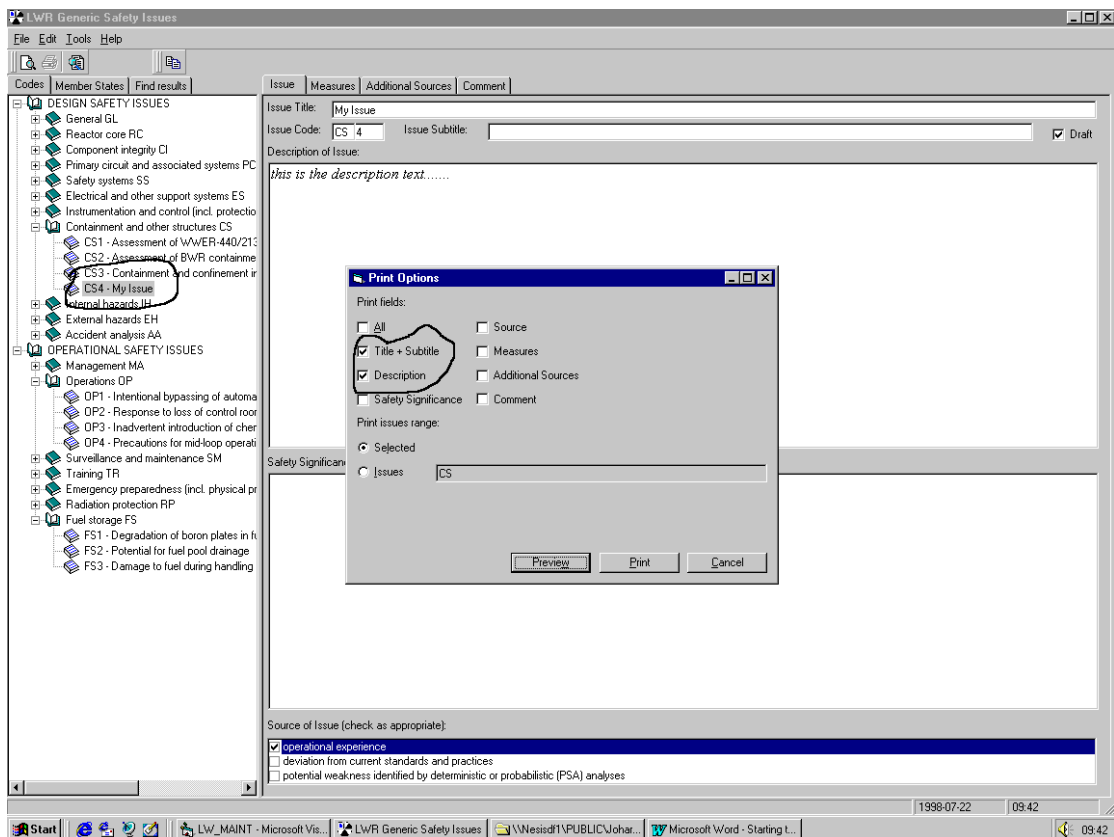 LWR Generic Safety Issues
File Edit Tools Help
Codes Member States Find results
DESIGN SAFETY ISSUES
General GL
Reactor core RC
Component integrity CI
Primary circuit and associated systems PC
Safety systems SS
Electrical and other support systems ES
Instrumentation and control (incl. protectio
Containment and other structures CS
CS1 - Assessment of WWER-440/213
CS2 - Assessment of BWR containme
CS3 - Containment and confinement ir
CS4 - My Issue
Internal hazards IH
External hazards EH
Accident analysis AA
OPERATIONAL SAFETY ISSUES
Management MA
Operations OP
OP1 - Intentional bypassing of automa
OP2 - Response to loss of control roor
OP3 - Inadvertent introduction of cher
OP4 - Precautions for mid-loop operati
Surveillance and maintenance SM
Training TR
Emergency preparedness (incl. physical pr
Radiation protection RP
Fuel storage FS
FS1 - Degradation of boron plates in fu
FS2 - Potential for fuel pool drainage
FS3 - Damage to fuel during handling
Issue Measures Additional Sources Comment
Issue Title: My Issue
Issue Code: CS 4 Issue Subtitle: Draft
Description of Issue:
this is the description text.......
Print Options
Print fields:
All Source
Title + Subtitle Measures
Description Additional Sources
Safety Significance Comment
Print issues range:
Selected
Issues CS
Preview Print Cancel
Safety Significan
Source of Issue (check as appropriate):
operational experience
deviation from current standards and practices
potential weakness identified by deterministic or probabilistic (PSA) analyses
1998-07-22 09:42
Start LW_MAINT - Microsoft Vis... LWR Generic Safety Issues \\Nesisdf1\PUBLIC\Johar... Microsoft Word - Starting t... 09:42